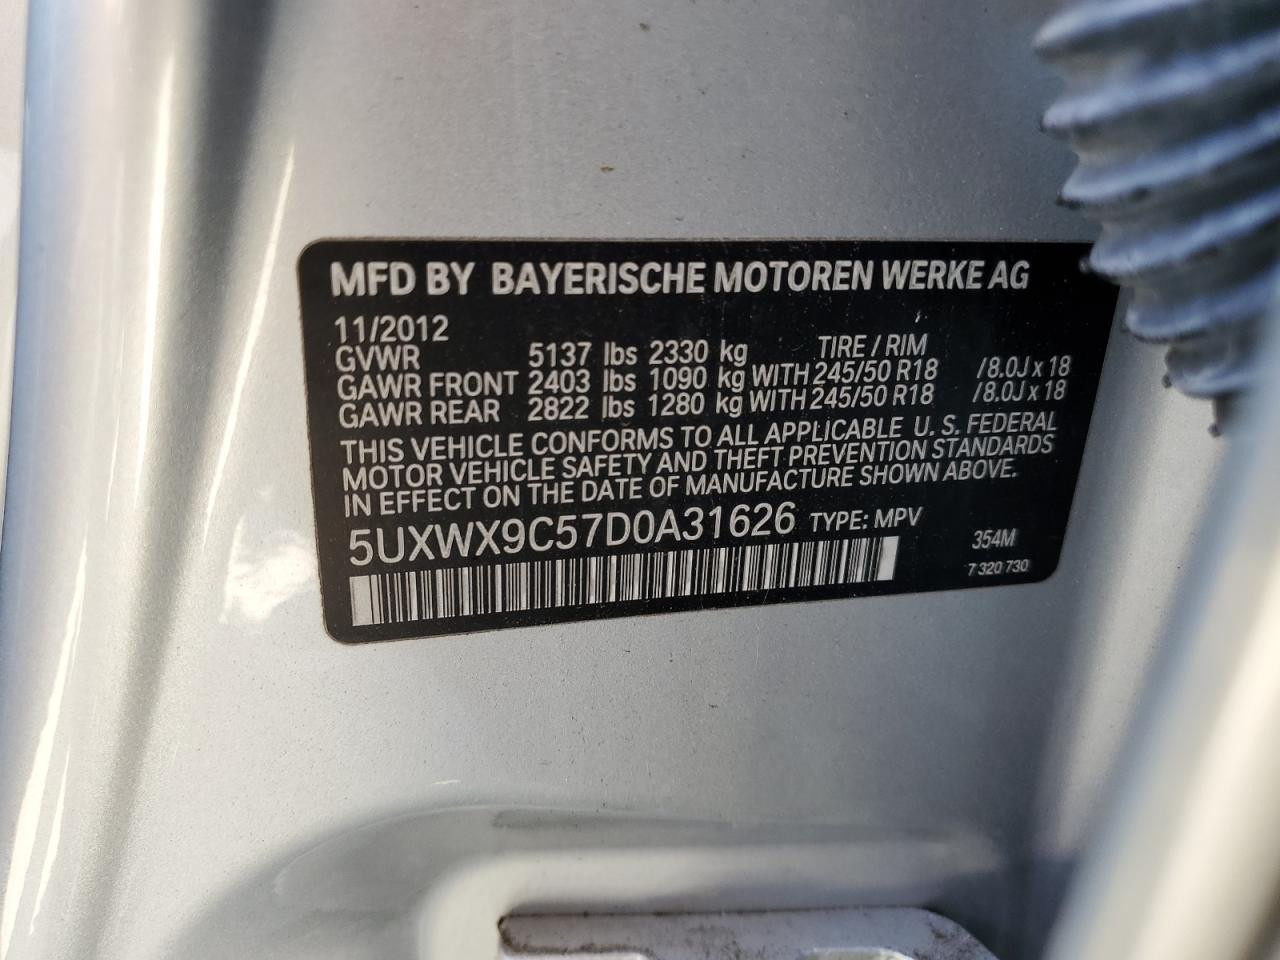 MFD BY BAYERISCHE MOTOREN WERKE AG
11/2012
GVWR 5137 lbs 2330 kg TIRE / RIM
GAWR FRONT 2403 lbs 1090 kg WITH 245/50 R18 /8.0J x 18
GAWR REAR 2822 lbs 1280 kg WITH 245/50 R18 /8.0J x 18
THIS VEHICLE CONFORMS TO ALL APPLICABLE U. S. FEDERAL
MOTOR VEHICLE SAFETY AND THEFT PREVENTION STANDARDS
IN EFFECT ON THE DATE OF MANUFACTURE SHOWN ABOVE.
5UXWX9C57D0A31626 TYPE: MPV
354M
7 320 730